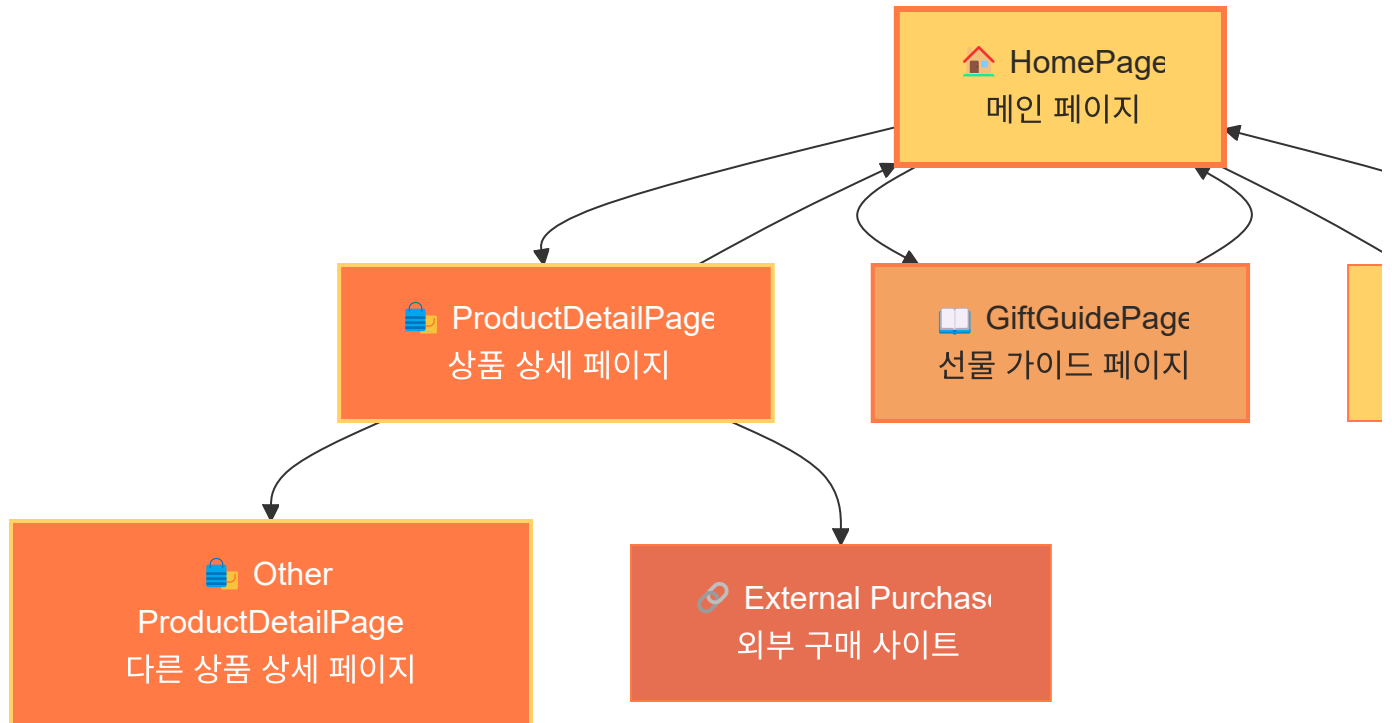 HomePage
메인 페이지
ProductDetailPage
상품 상세 페이지
GiftGuidePage
선물 가이드 페이지
Other
ProductDetailPage
다른 상품 상세 페이지
External Purchase
외부 구매 사이트